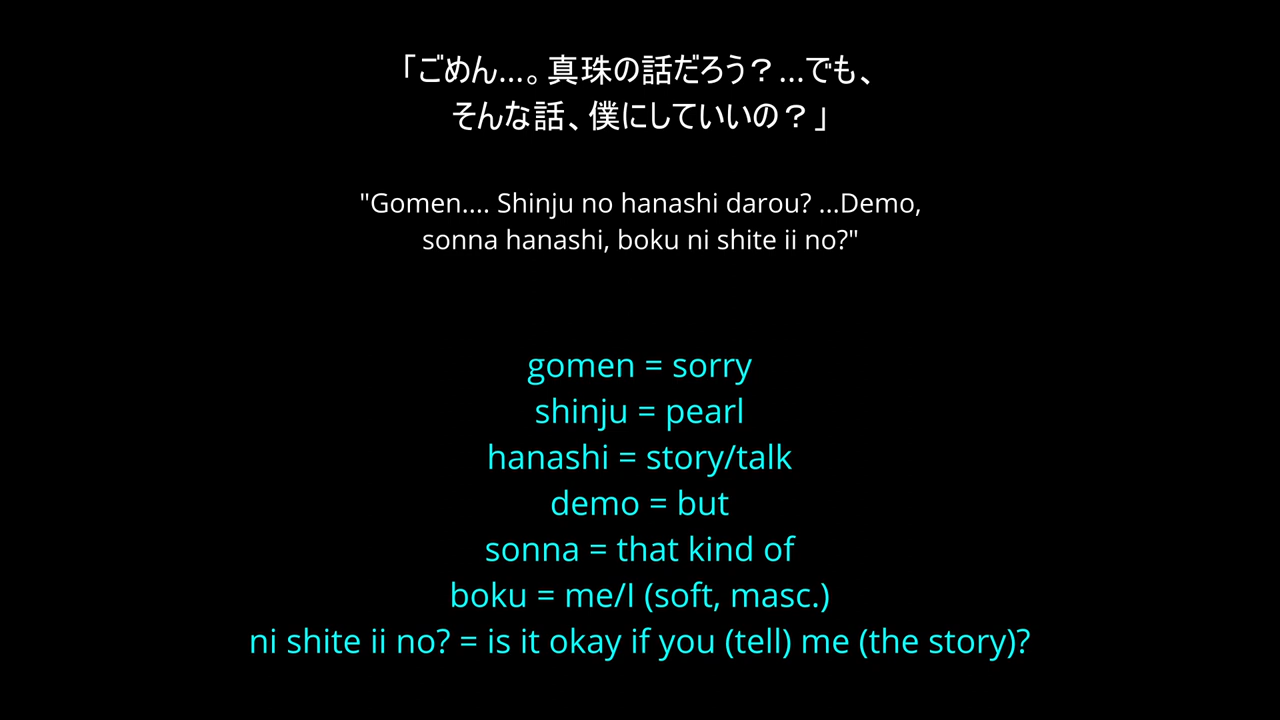 「ごめん...。真珠の話だろう？...でも、
そんな話、僕にしていいの？」
"Gomen.... Shinju no hanashi darou? ...Demo,
sonna hanashi, boku ni shite ii no?"
gomen = sorry
shinju = pearl
hanashi = story/talk
demo = but
sonna = that kind of
boku = me/I (soft, masc.)
ni shite ii no? = is it okay if you (tell) me (the story)?